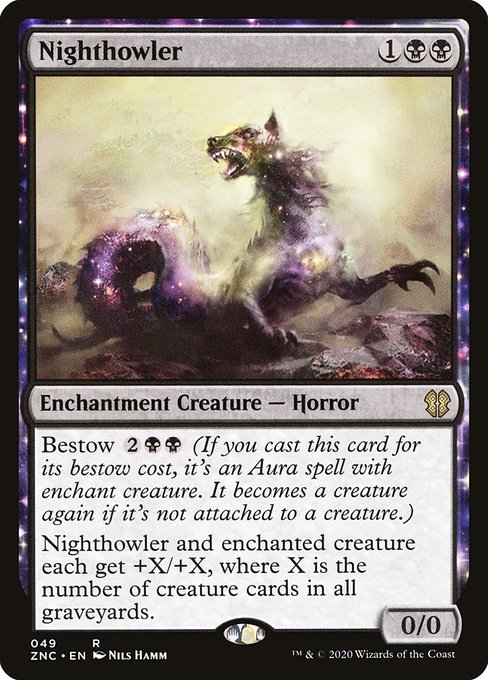 Nighthowler 1
Enchantment Creature — Horror
Bestow 2 (If you cast this card for
its bestow cost, it's an Aura spell with
enchant creature. It becomes a creature
again if it's not attached to a creature.)
Nighthowler and enchanted creature
each get +X/+X, where X is the
number of creature cards in all
graveyards.
0/0
049 R
ZNC • EN Nils Hamm ™ & © 2020 Wizards of the Coast